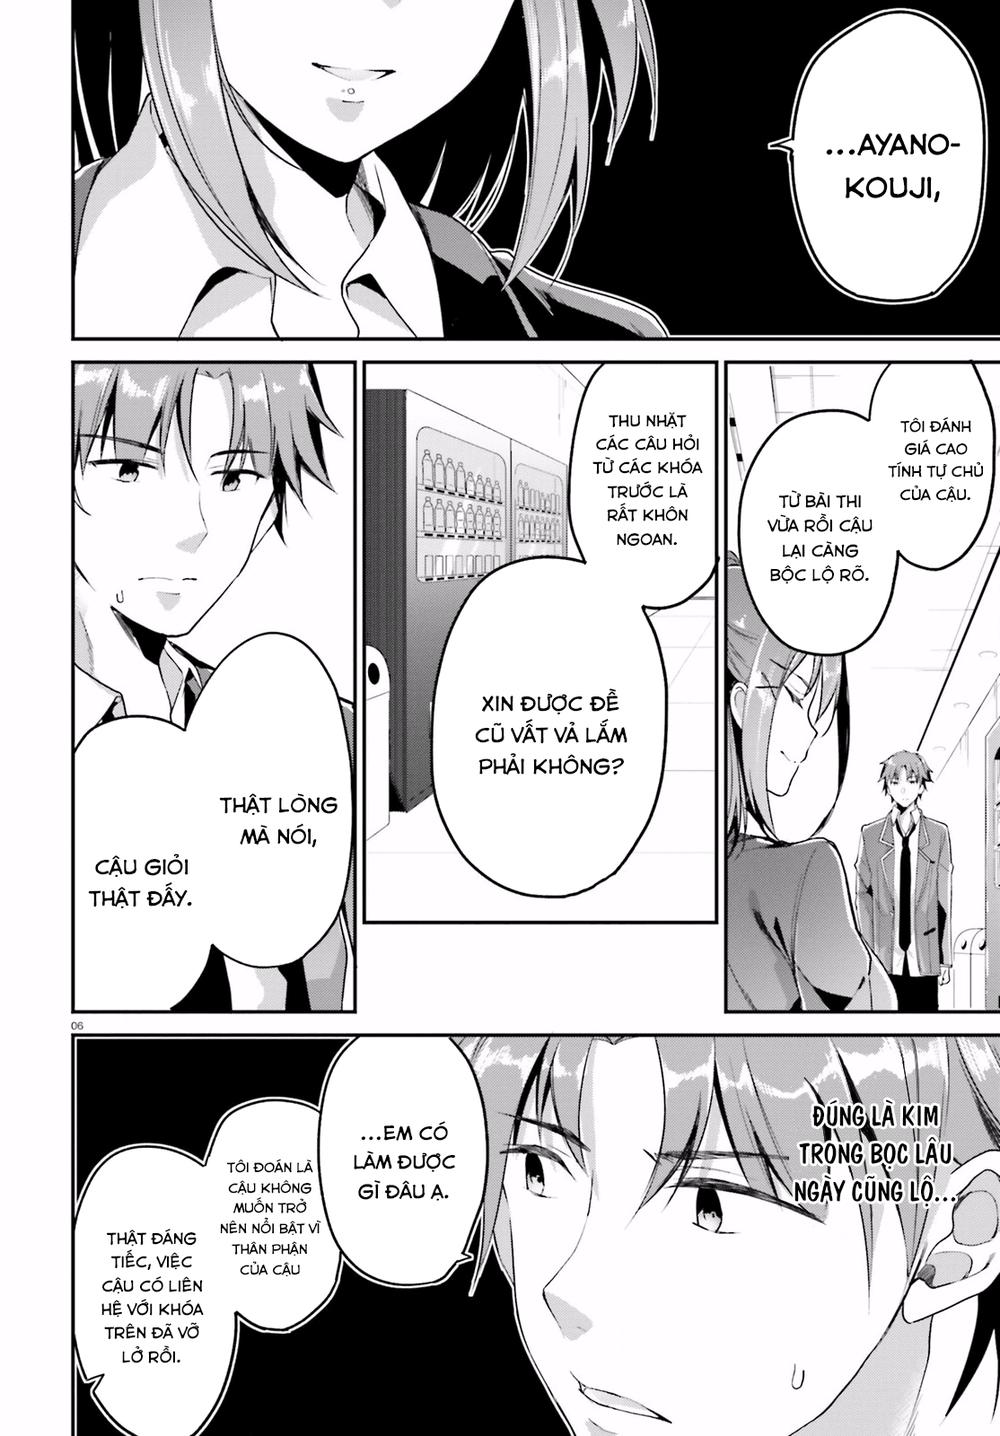 ...AYANO-
KOUJI,
TÔI ĐÁNH
GIÁ CAO
TÍNH TỰ CHỦ
CỦA CẬU.
TỪ BÀI THI
VỪA RỒI CẬU
LẠI CÀNG
BỘC LỘ RÕ.
THU NHẶT
CÁC CÂU HỎI
TỪ CÁC KHÓA
TRƯỚC LÀ
RẤT KHÔN
NGOAN.
XIN ĐƯỢC ĐỀ
CŨ VẤT VẢ LẮM
PHẢI KHÔNG?
THẬT LÒNG
MÀ NÓI,
CẬU GIỎI
THẬT ĐẤY.
06
ĐÚNG LÀ KIM
TRONG BỌC LÂU
NGÀY CŨNG LỘ...
...EM CÓ
LÀM ĐƯỢC
GÌ ĐÂU Ạ.
TÔI ĐOÁN LÀ
CẬU KHÔNG
MUỐN TRỞ
NÊN NỔI BẬT VÌ
THÂN PHẬN
CỦA CẬU
THẬT ĐÁNG
TIẾC, VIỆC
CẬU CÓ LIÊN
HỆ VỚI KHÓA
TRÊN ĐÃ VỠ
LỞ RỒI.